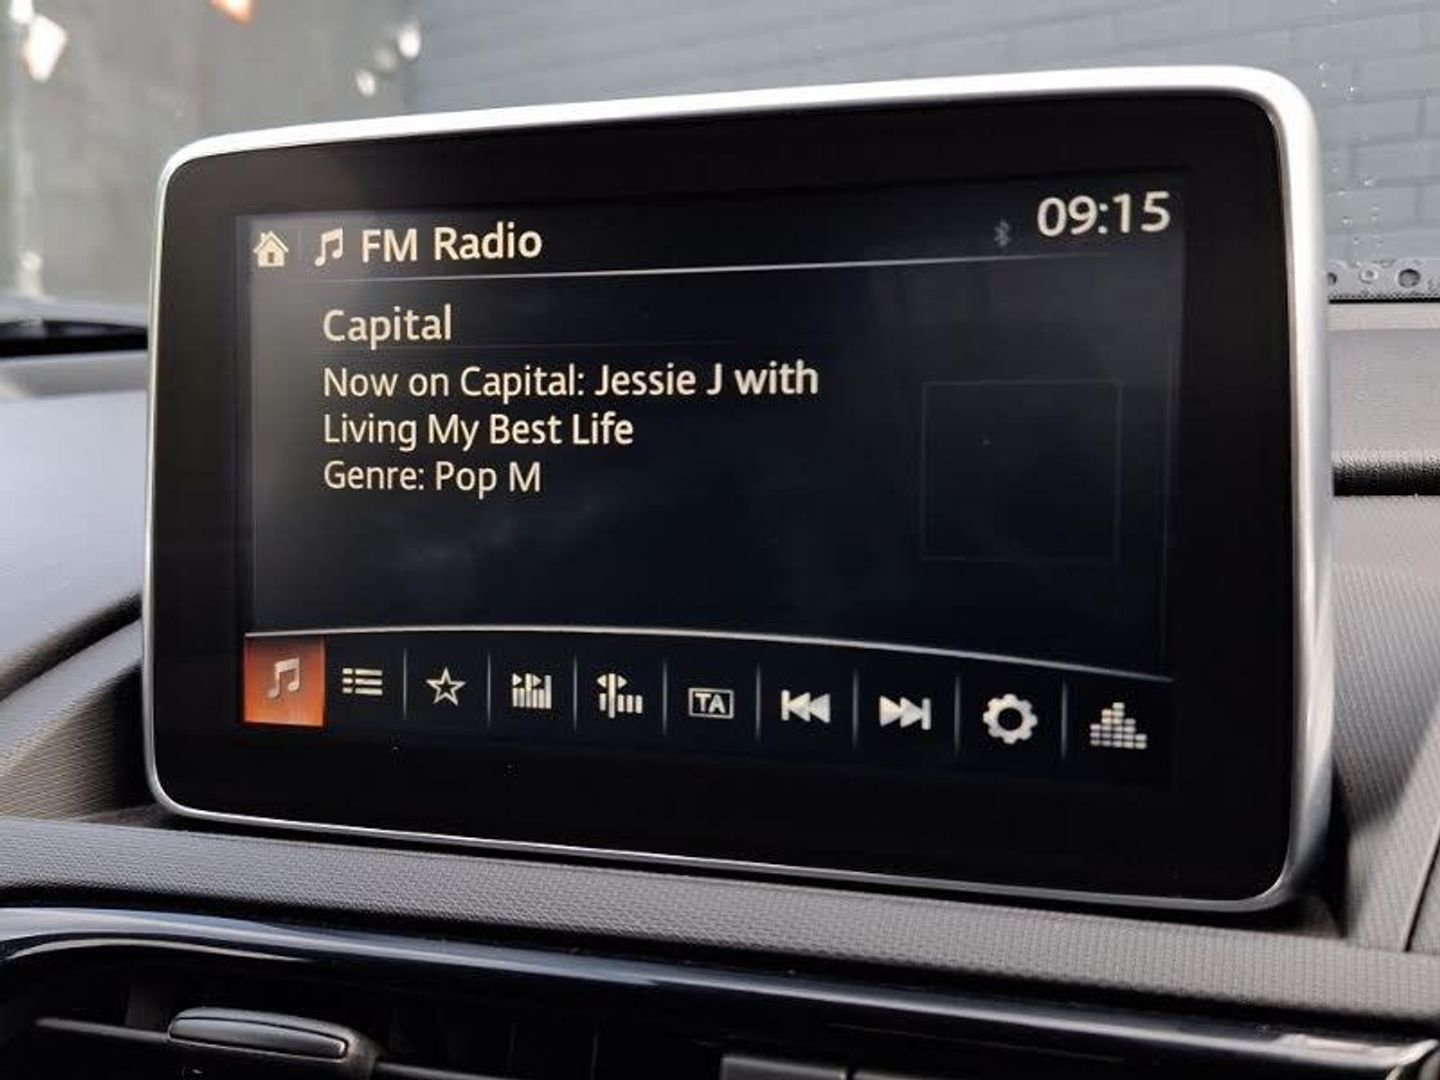 FM Radio
09:15
Capital
Now on Capital: Jessie J with
Living My Best Life
Genre: Pop M
TA